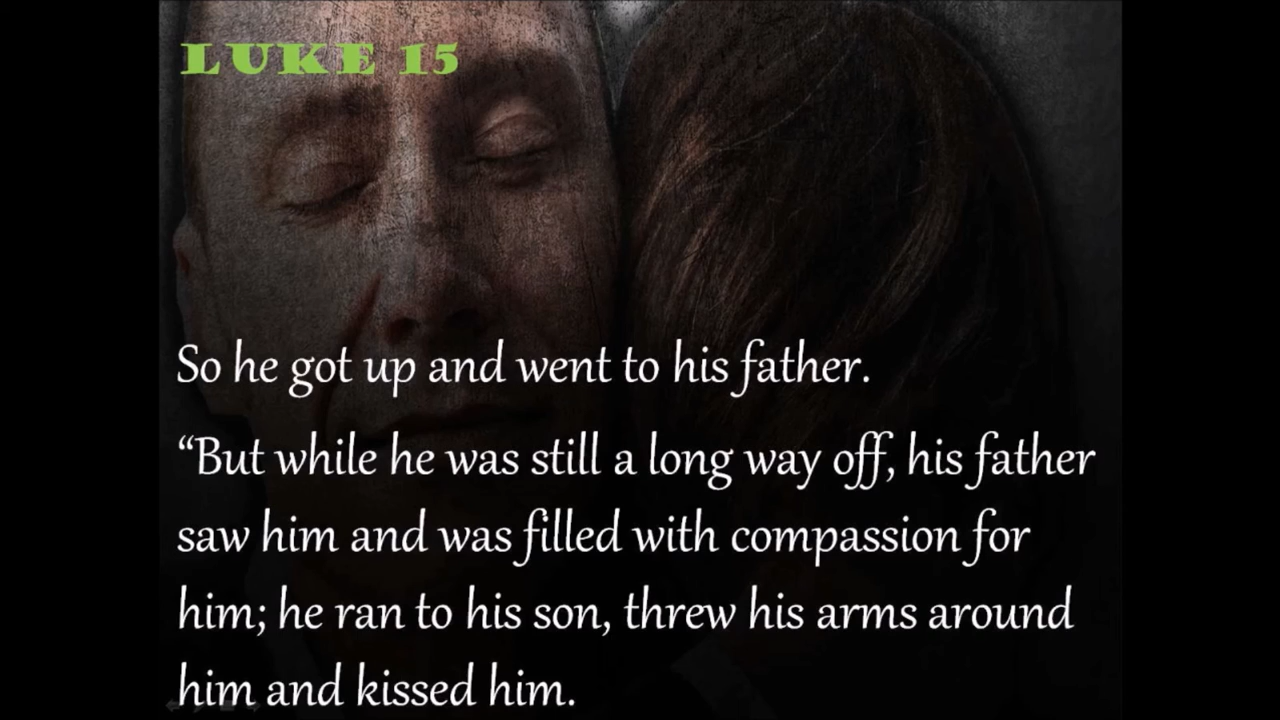 LUKE 15
So he got up and went to his father.
“But while he was still a long way off, his father
saw him and was filled with compassion for
him; he ran to his son, threw his arms around
him and kissed him.